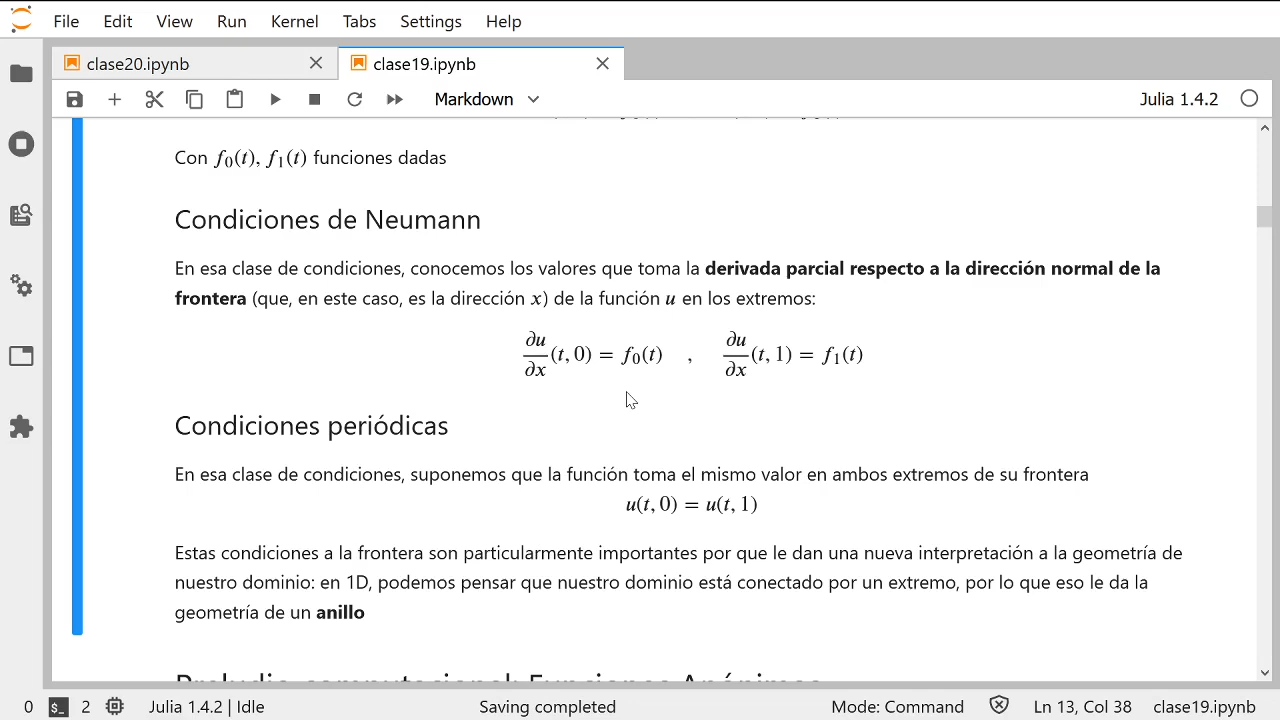 File Edit View Run Kernel Tabs Settings Help
clase20.ipynb clase19.ipynb
Markdown Julia 1.4.2
Con f₀(t), f₁(t) funciones dadas
Condiciones de Neumann
En esa clase de condiciones, conocemos los valores que toma la derivada parcial respecto a la dirección normal de la
frontera (que, en este caso, es la dirección x) de la función u en los extremos:
∂u/∂x (t, 0) = f₀(t) , ∂u/∂x (t, 1) = f₁(t)
Condiciones periódicas
En esa clase de condiciones, suponemos que la función toma el mismo valor en ambos extremos de su frontera
u(t, 0) = u(t, 1)
Estas condiciones a la frontera son particularmente importantes por que le dan una nueva interpretación a la geometría de
nuestro dominio: en 1D, podemos pensar que nuestro dominio está conectado por un extremo, por lo que eso le da la
geometría de un anillo
Preludio computacional: Funciones Anónimas
0 $_ 2 Julia 1.4.2 | Idle Saving completed Mode: Command Ln 13, Col 38 clase19.ipynb